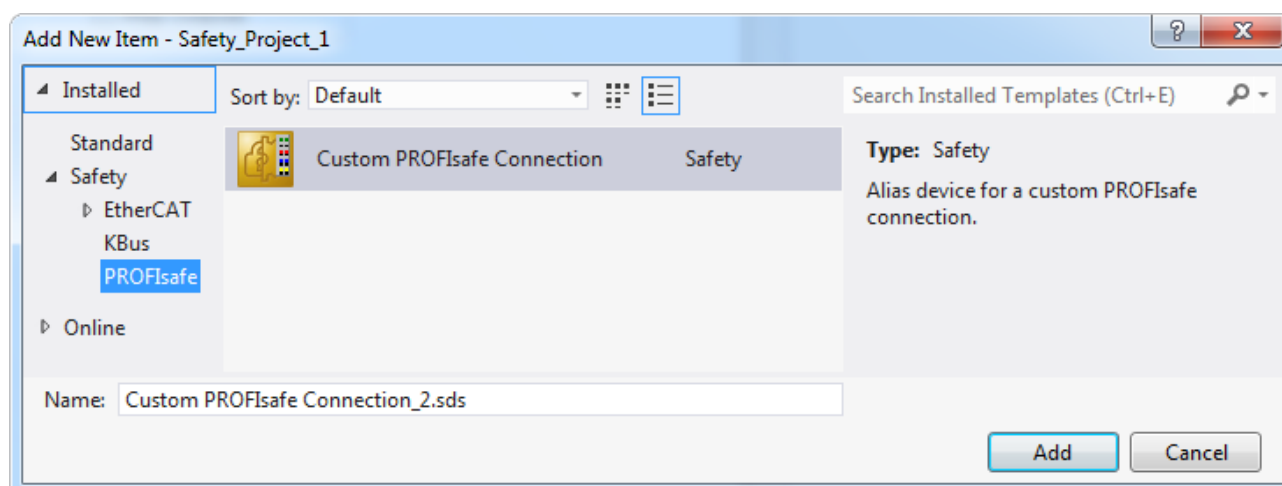 Add New Item - Safety_Project_1
Installed
Sort by: Default
Search Installed Templates (Ctrl+E)
Standard
Safety
EtherCAT
KBus
PROFIsafe
Online
Custom PROFIsafe Connection Safety
Type: Safety
Alias device for a custom PROFIsafe
connection.
Name: Custom PROFIsafe Connection_2.sds
Add Cancel